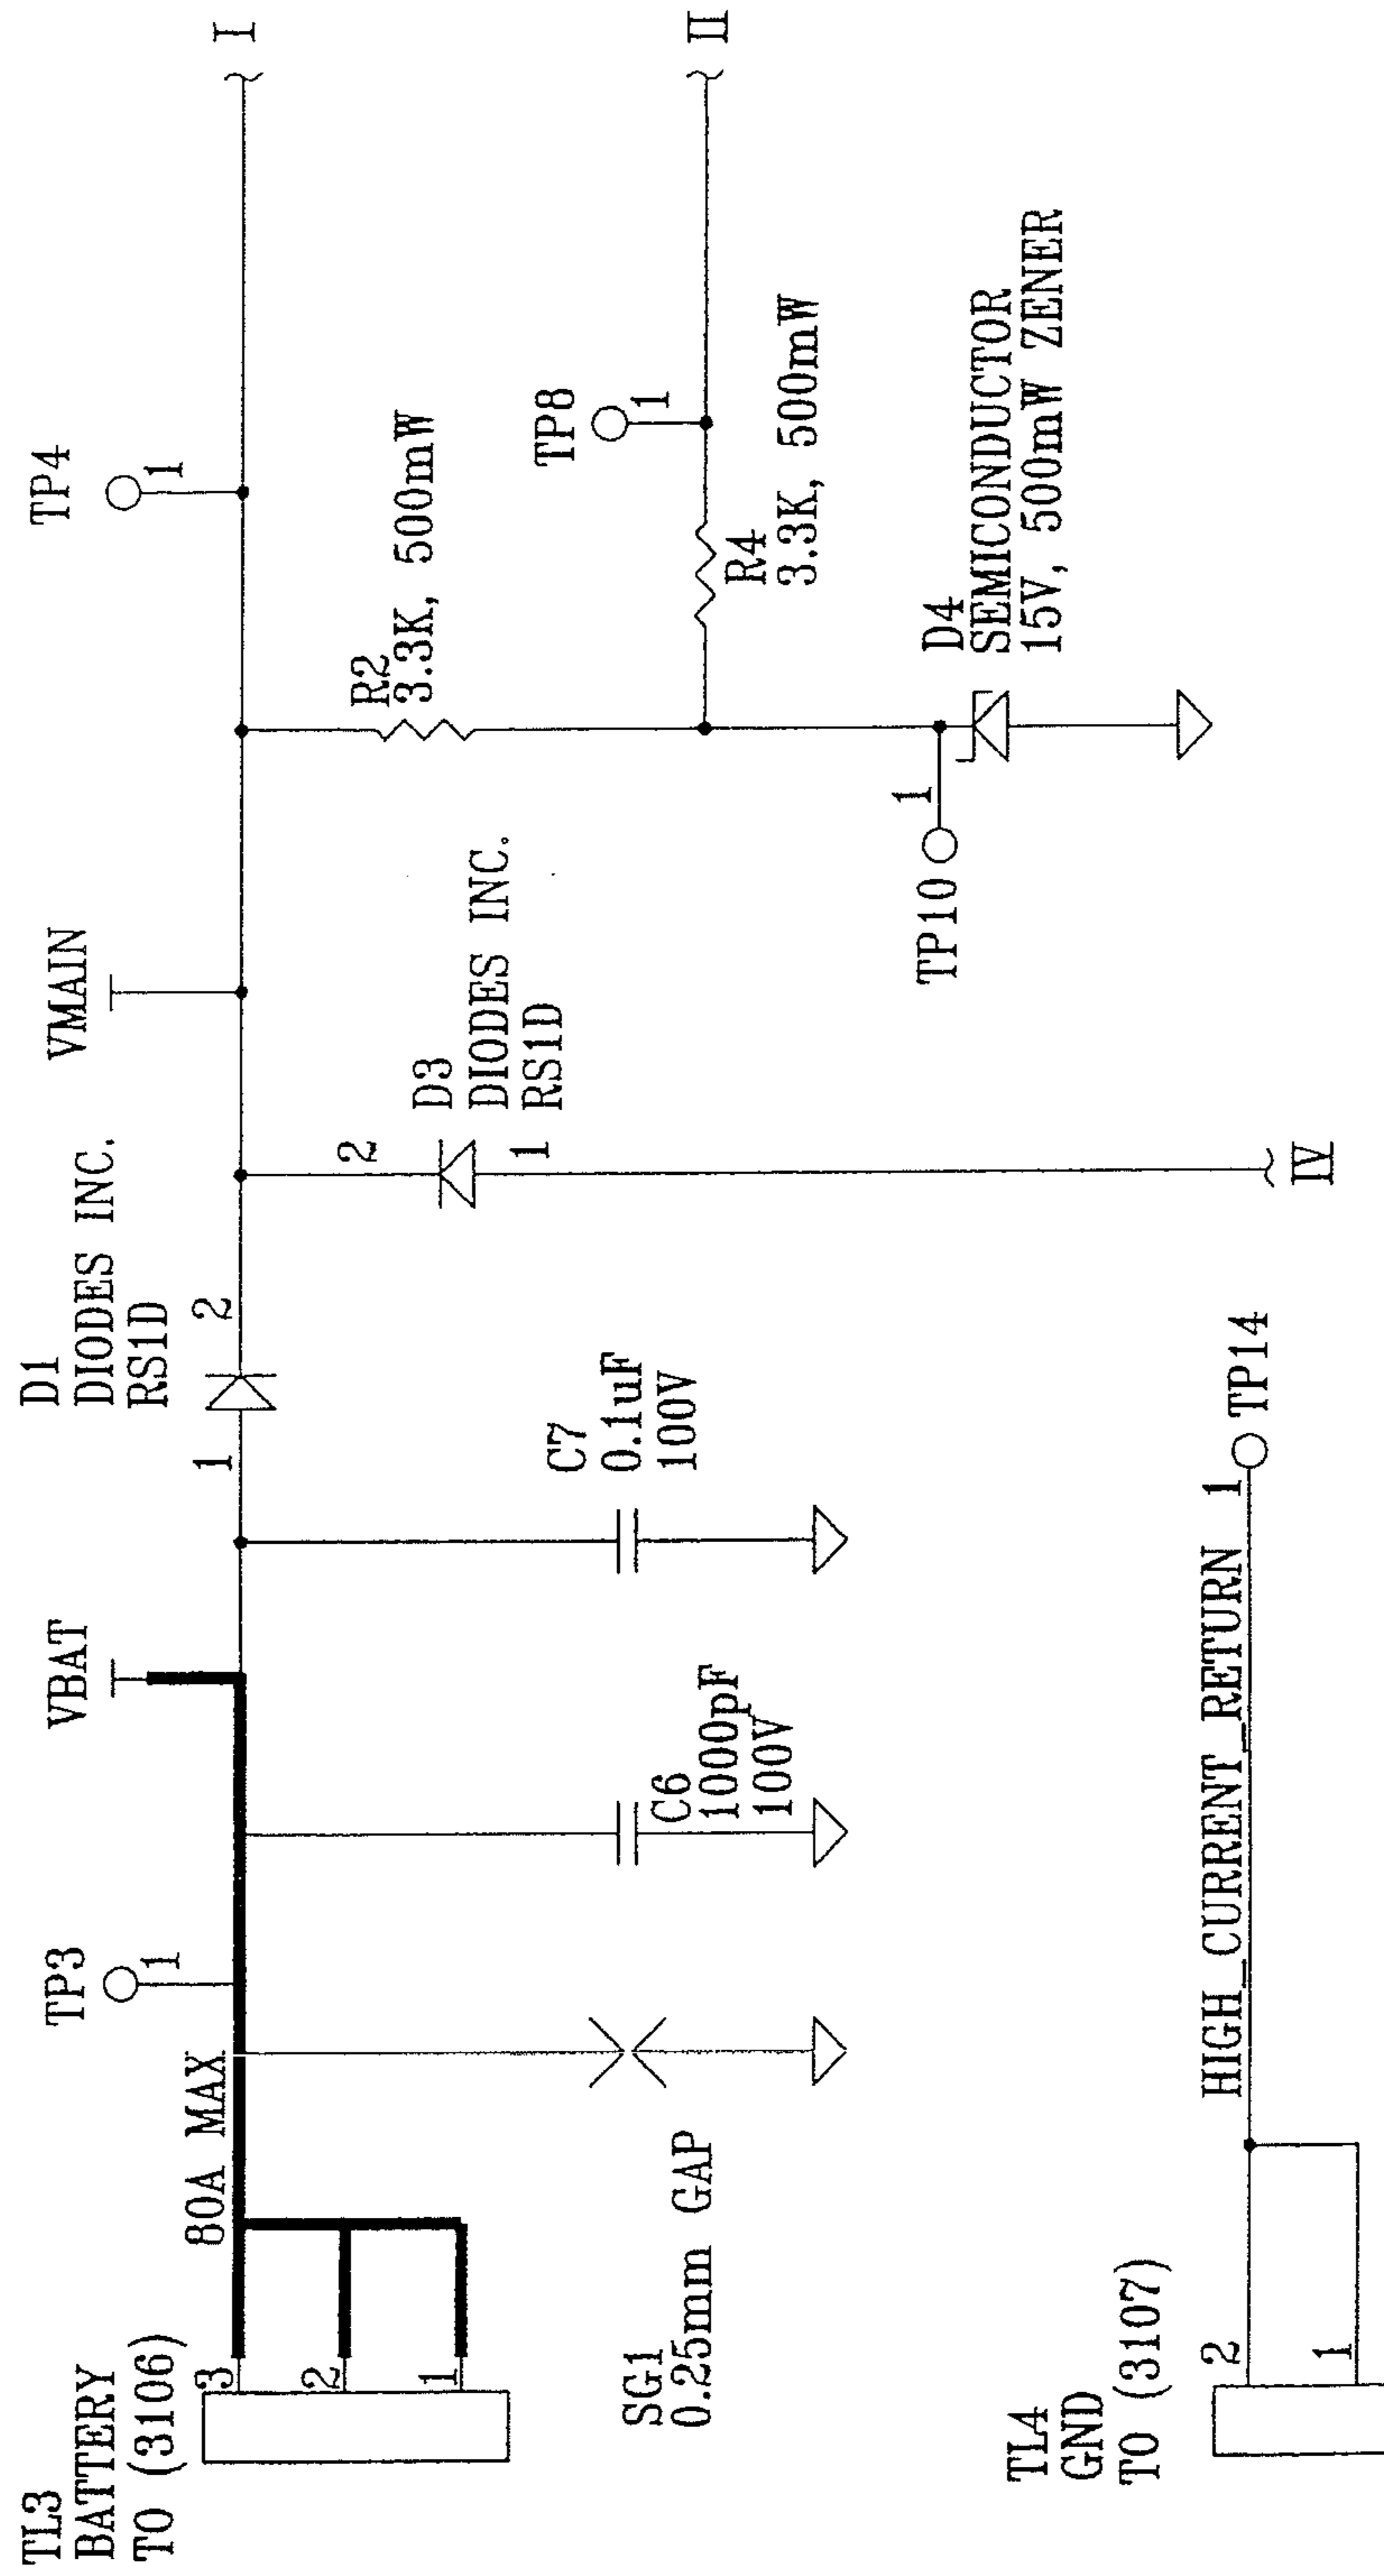 TL3
BATTERY
TO (3106)
3
2
1
80A MAX
TP3
1
SG1
0.25mm GAP
C6
1000pF
100V
VBAT
C7
0.1uF
100V
1
D1
DIODES INC.
RS1D
2
D3
DIODES INC.
RS1D
2
1
IV
VMAIN
R2
3.3K, 500mW
TP4
1
I
TP8
1
II
R4
3.3K, 500mW
TP10
1
D4
SEMICONDUCTOR
15V, 500mW ZENER
TL4
GND
TO (3107)
2
1
HIGH_CURRENT_RETURN
1
TP14